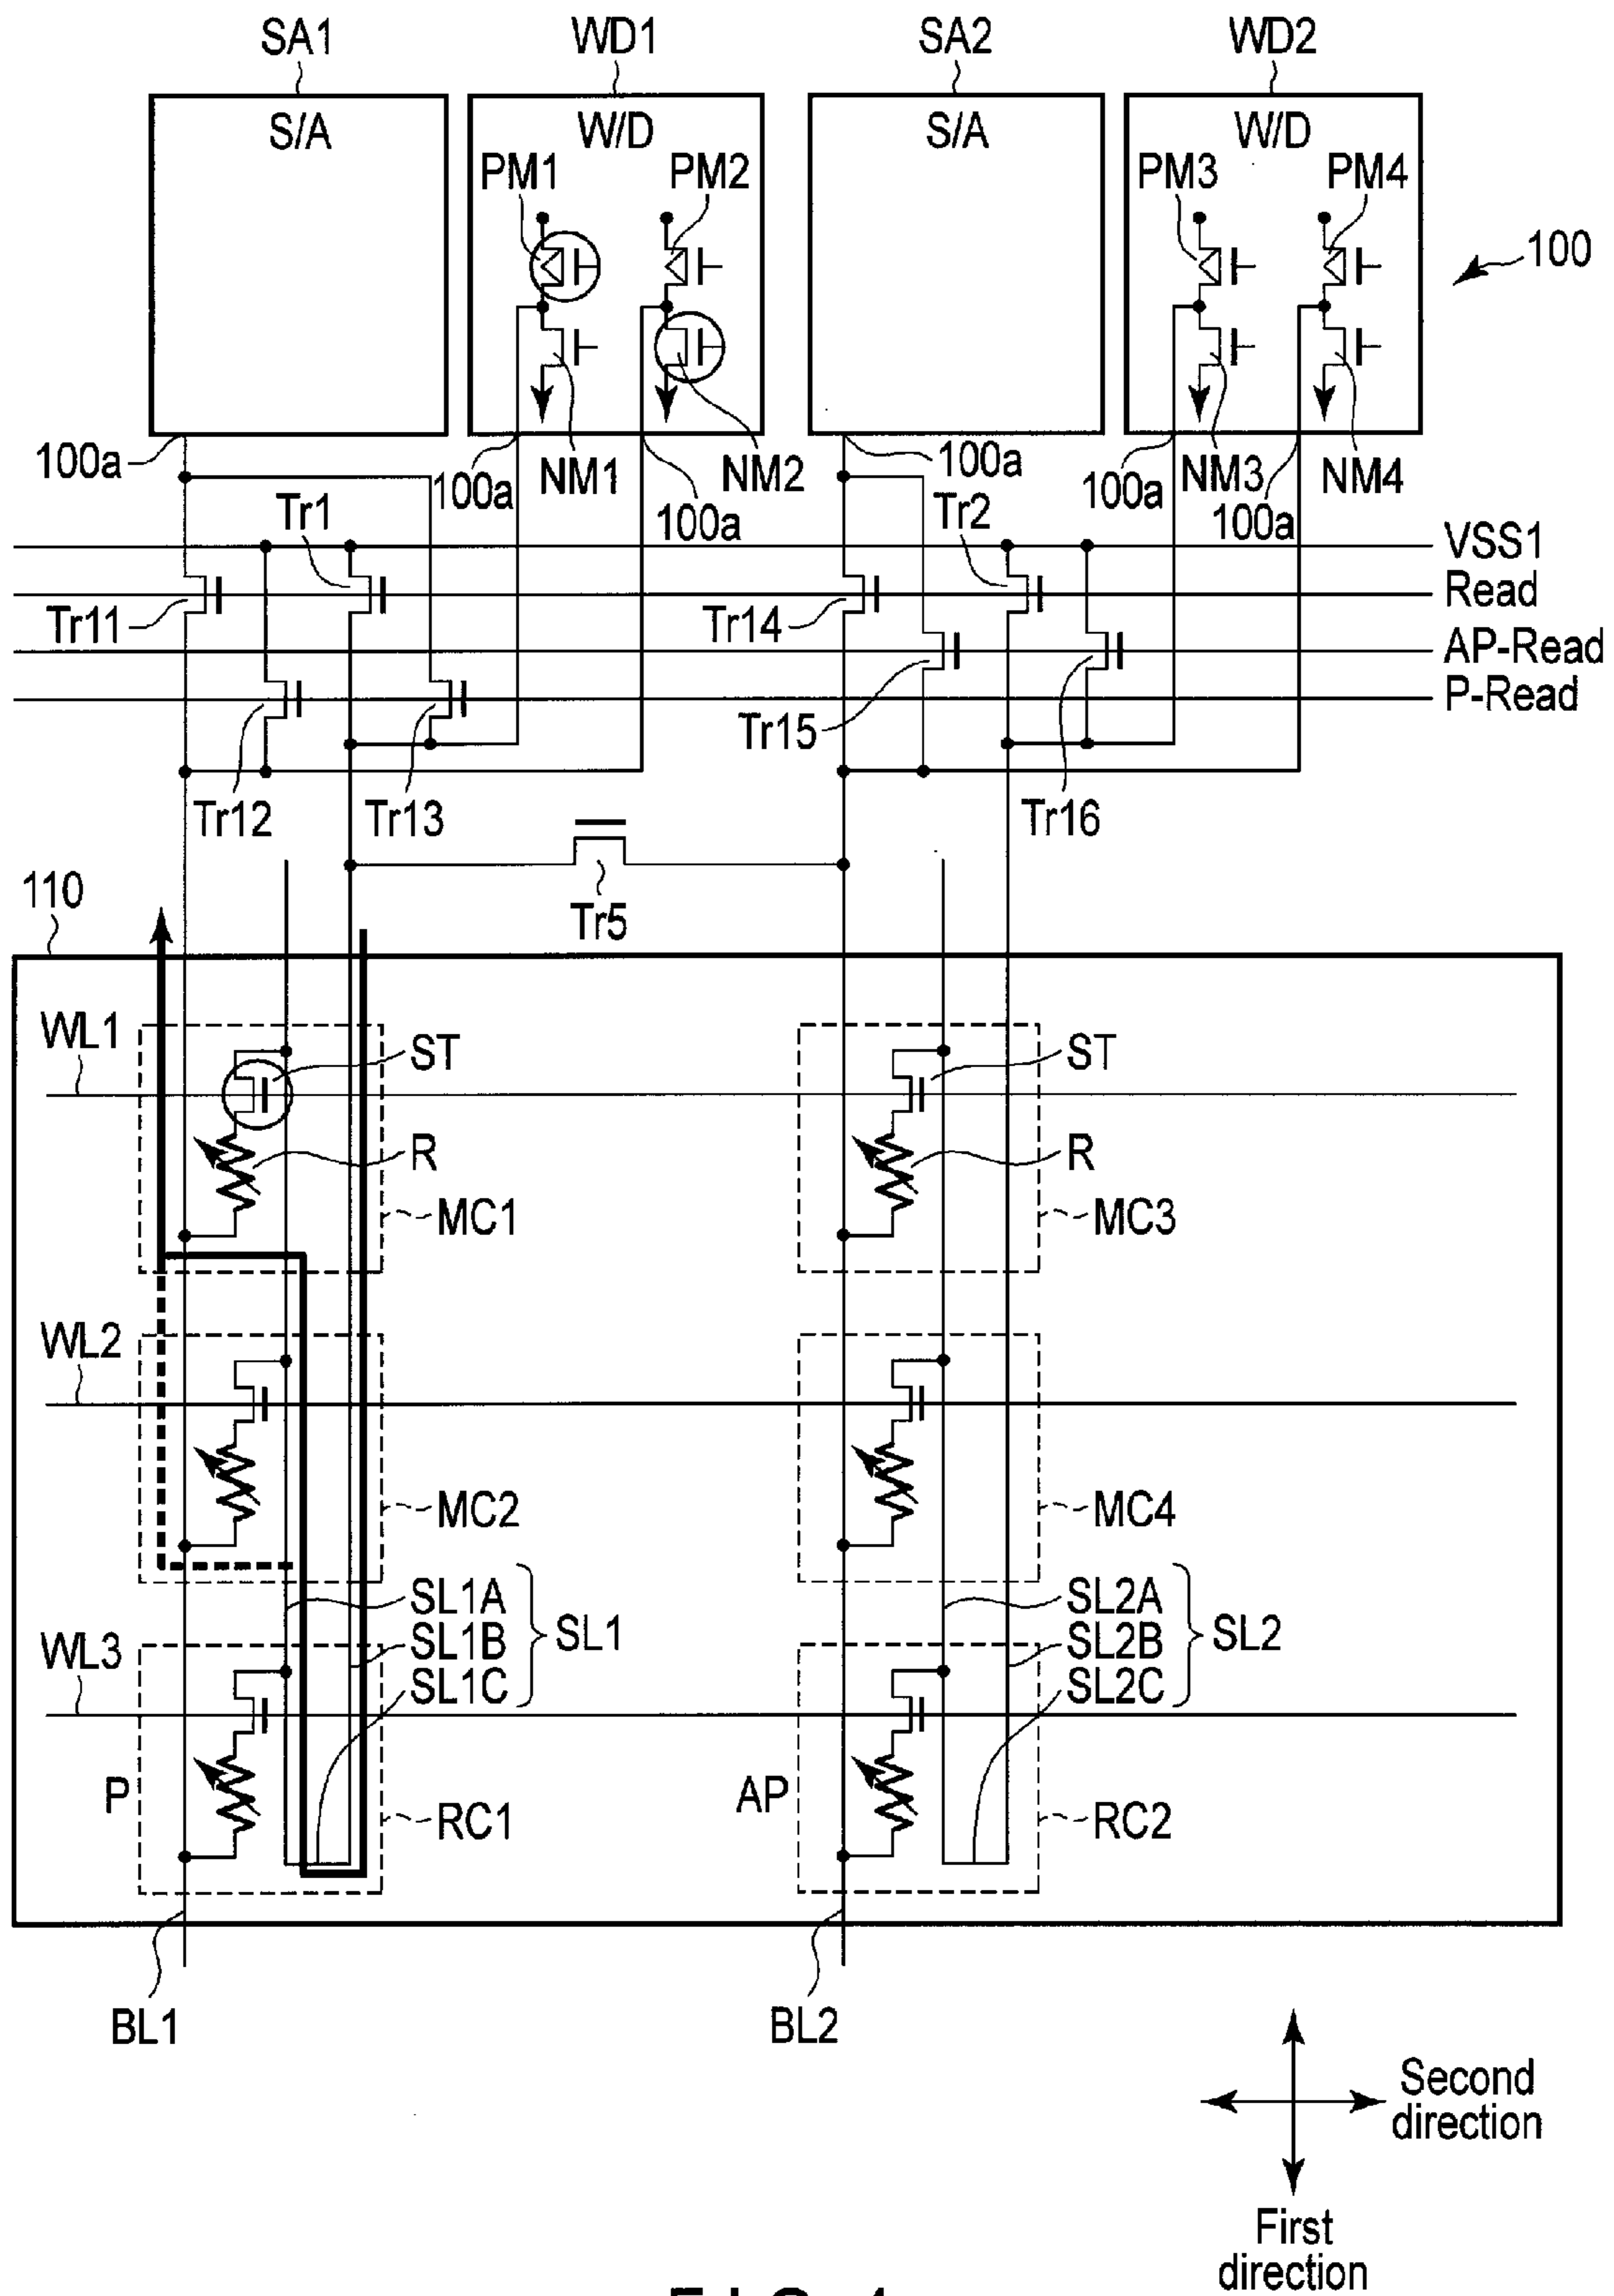 SA1 WD1 SA2 WD2
S/A W/D S/A W/D
PM1 PM2 PM3 PM4
100
100a 100a NM1 NM2 100a 100a NM3 NM4
100a 100a
Tr1 Tr2
VSS1
Read
Tr11 Tr14
AP-Read
P-Read
Tr15
Tr12 Tr13 Tr16
110
Tr5
WL1 ST ST
R R
MC1 MC3
WL2
MC2 MC4
SL1A SL2A
WL3 SL1B SL1 SL2B SL2
SL1C SL2C
P AP
RC1 RC2
BL1 BL2
Second
direction
First
direction